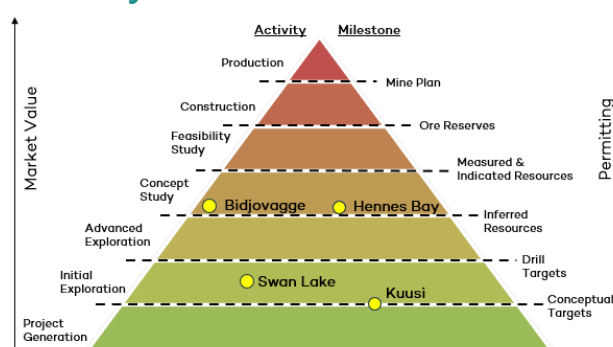 Activity Milestone
Production
Mine Plan
Construction
Ore Reserves
Feasibility
Study
Measured &
Indicated Resources
Concept
Study
Bidjovagge
Hennes Bay
Inferred
Resources
Advanced
Exploration
Drill
Targets
Initial
Exploration
Swan Lake
Kuusi
Conceptual
Targets
Project
Generation
Market Value
Permitting